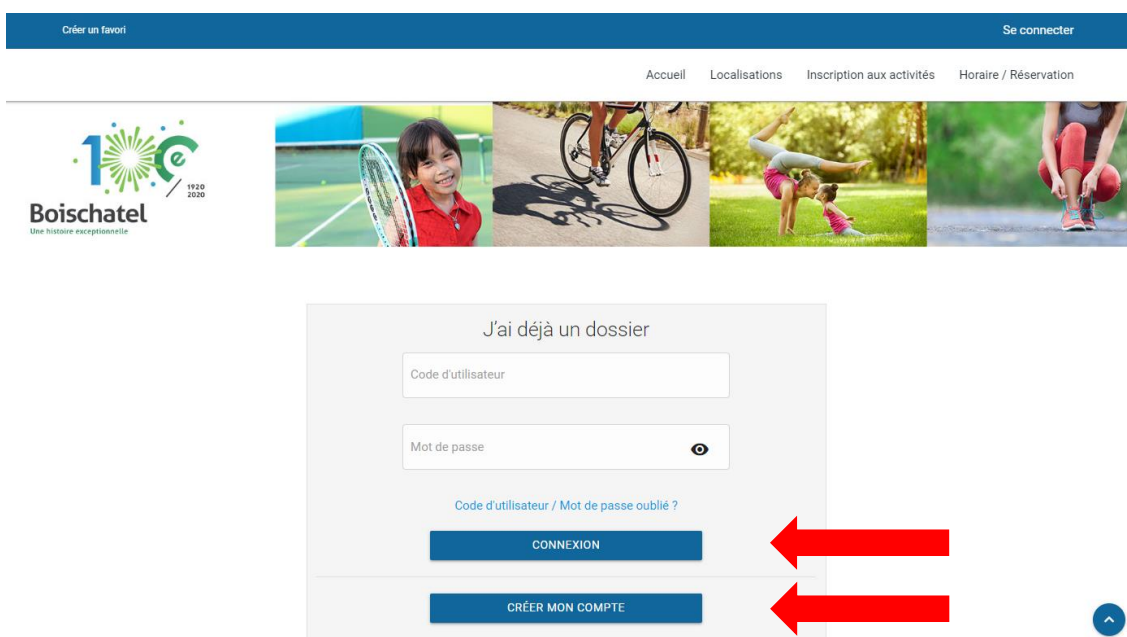 Créer un favori
Se connecter
Accueil Localisations Inscription aux activités Horaire / Réservation
100e
1920
2020
Boischatel
Une histoire exceptionnelle
J'ai déjà un dossier
Code d'utilisateur
Mot de passe
Code d'utilisateur / Mot de passe oublié ?
CONNEXION
CRÉER MON COMPTE